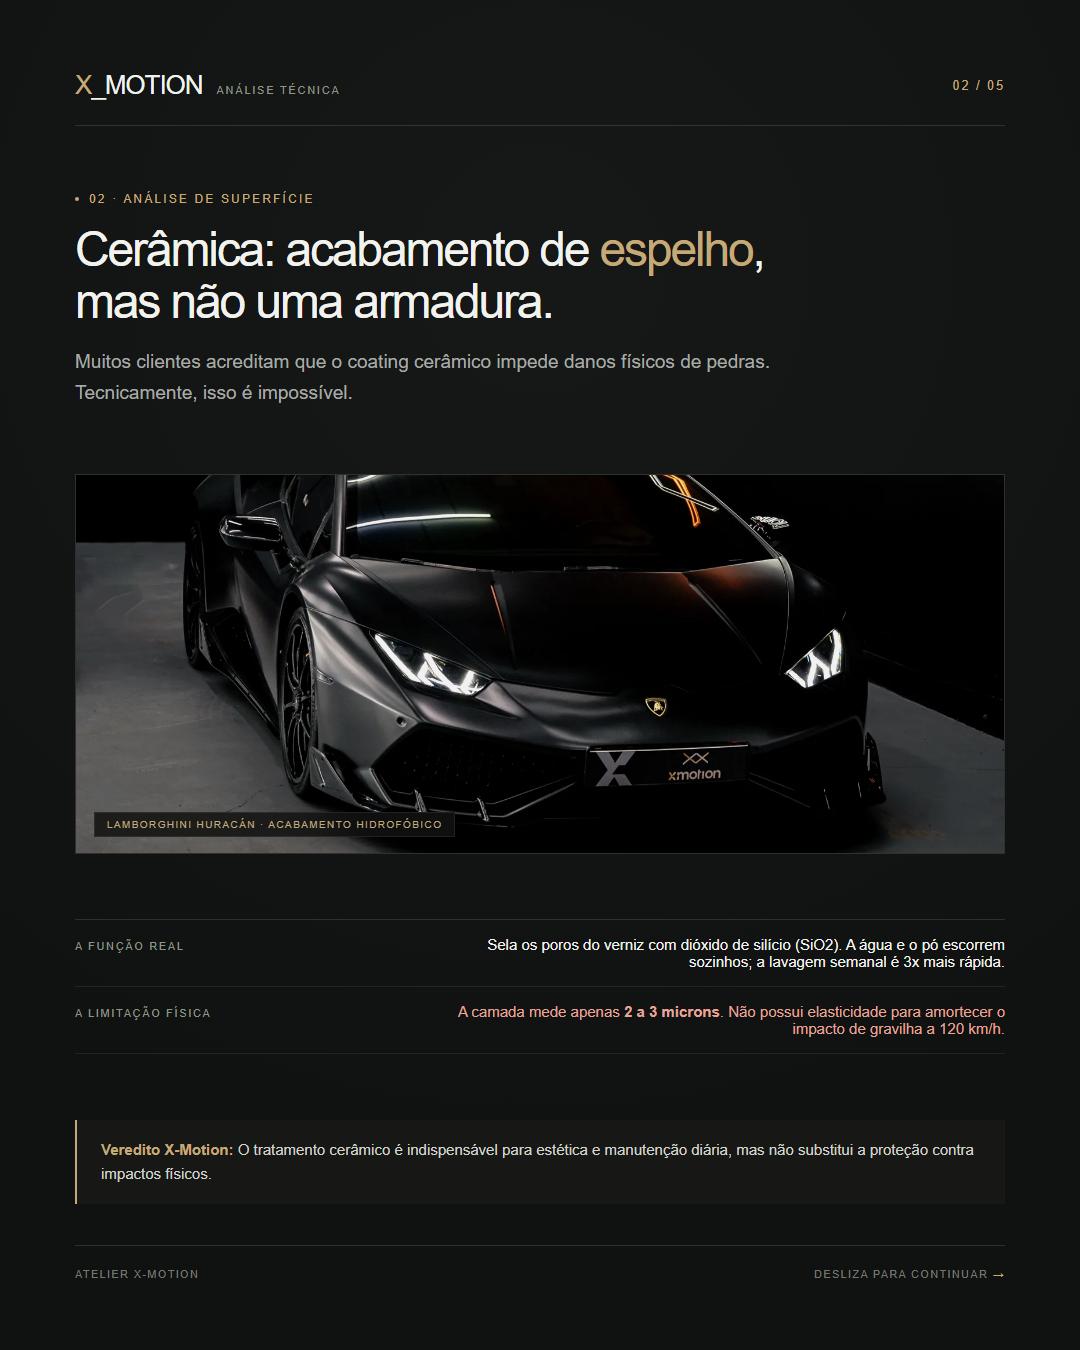 X_MOTION ANÁLISE TÉCNICA
02 / 05
• 02 · ANÁLISE DE SUPERFÍCIE
Cerâmica: acabamento de espelho,
mas não uma armadura.
Muitos clientes acreditam que o coating cerâmico impede danos físicos de pedras.
Tecnicamente, isso é impossível.
X xmotion
LAMBORGHINI HURACÁN · ACABAMENTO HIDROFÓBICO
A FUNÇÃO REAL
Sela os poros do verniz com dióxido de silício (SiO2). A água e o pó escorrem
sozinhos; a lavagem semanal é 3x mais rápida.
A LIMITAÇÃO FÍSICA
A camada mede apenas 2 a 3 microns. Não possui elasticidade para amortecer o
impacto de gravilha a 120 km/h.
Veredito X-Motion: O tratamento cerâmico é indispensável para estética e manutenção diária, mas não substitui a proteção contra
impactos físicos.
ATELIER X-MOTION
DESLIZA PARA CONTINUAR →